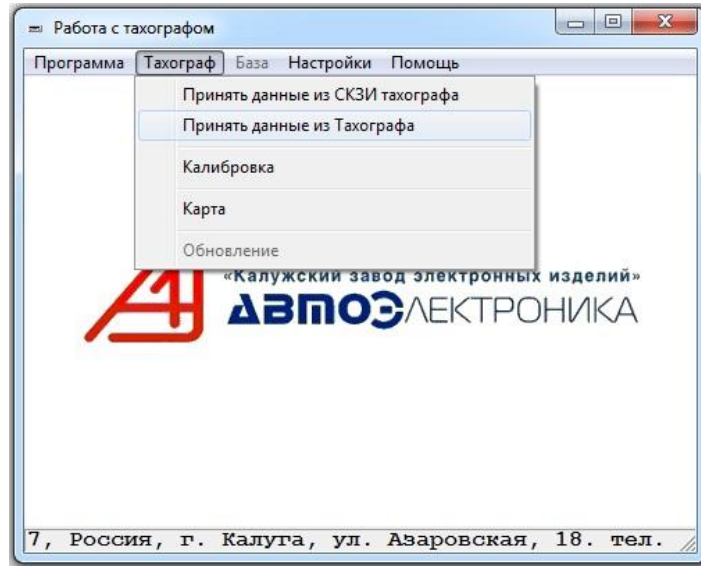 Работа с тахографом
Программа Тахограф База Настройки Помощь
Принять данные из СКЗИ тахографа
Принять данные из Тахографа
Калибровка
Карта
Обновление
«Калужский завод электронных изделий»
АВТОЭЛЕКТРОНИКА
7, Россия, г. Калуга, ул. Азаровская, 18. тел.